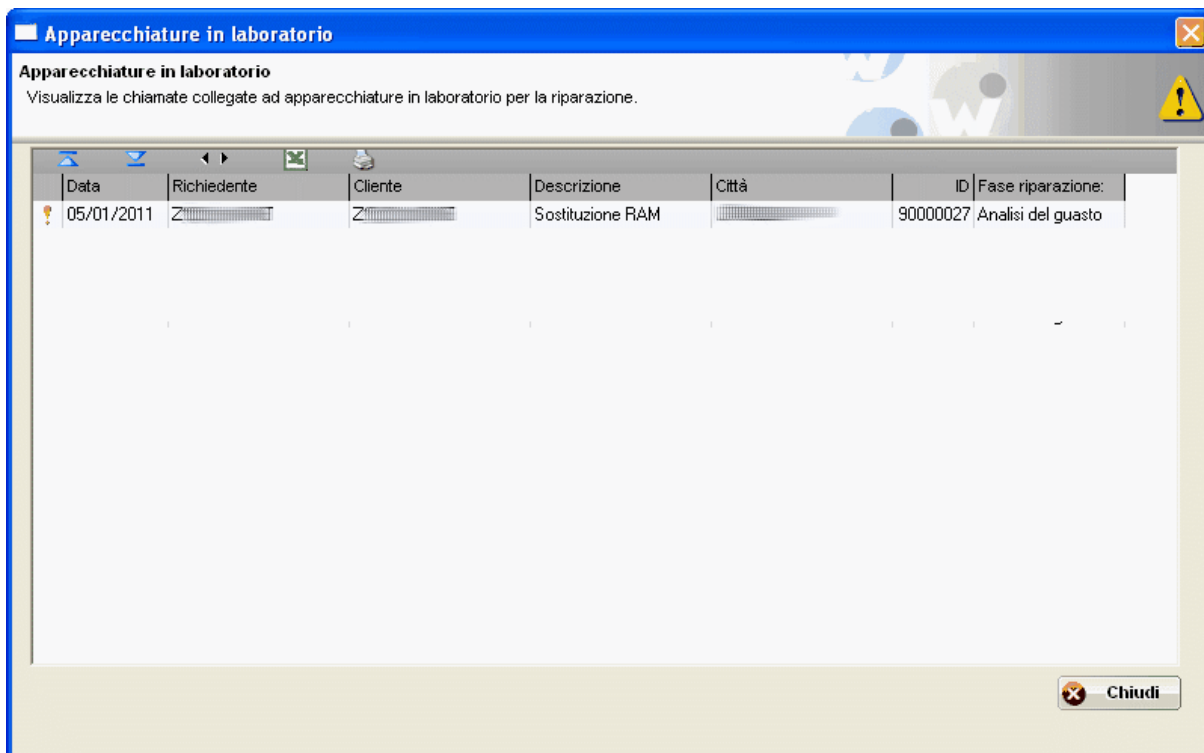 Apparecchiature in laboratorio
Apparecchiature in laboratorio
Visualizza le chiamate collegate ad apparecchiature in laboratorio per la riparazione.
Data Richiedente Cliente Descrizione Città ID Fase riparazione:
05/01/2011 Sostituzione RAM 90000027 Analisi del guasto
Chiudi